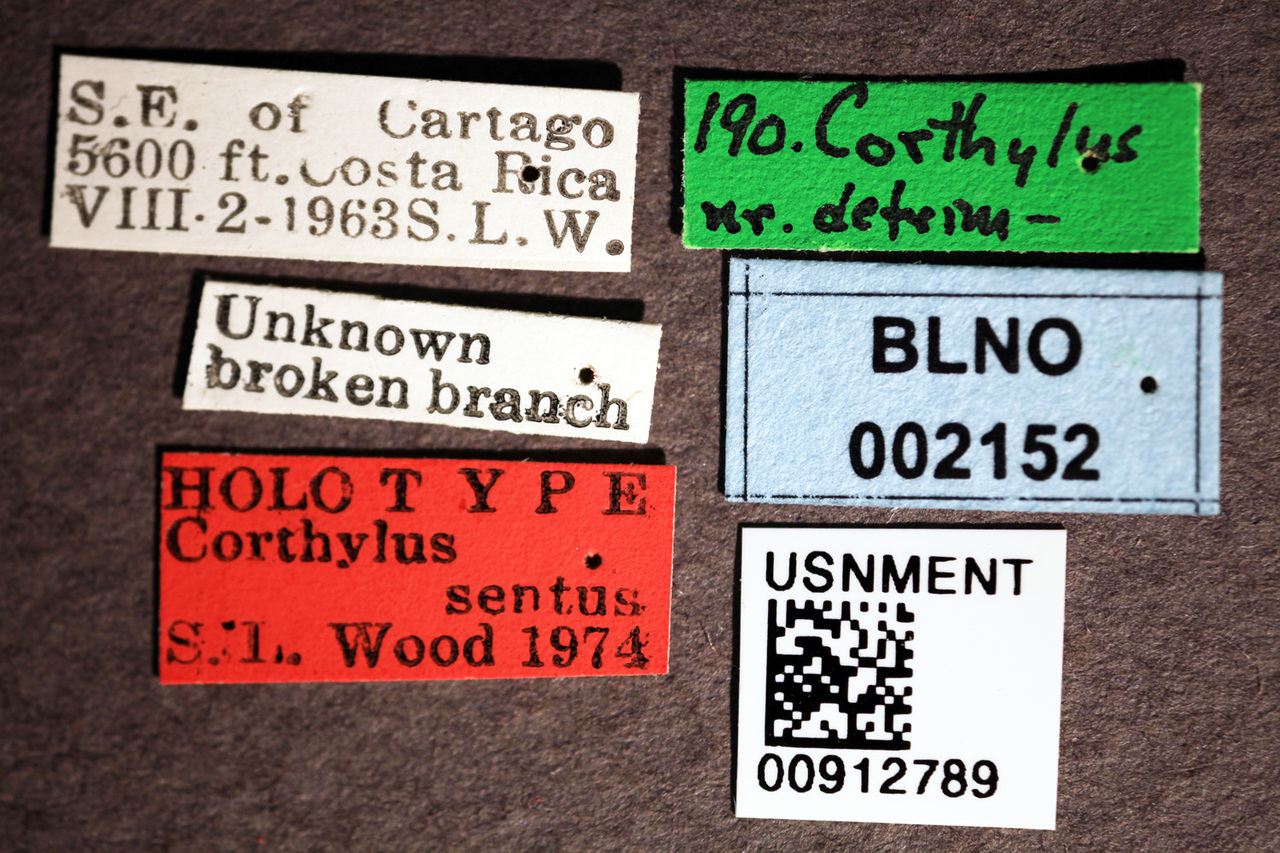 S.E. of Cartago
5600 ft. Costa Rica
VIII-2-1963 S.L.W.
Unknown
broken branch
HOLOTYPE
Corthylus
sentus
S.L. Wood 1974
190. Corthylus
nr. detrim-
BLNO
002152
USNMENT
00912789